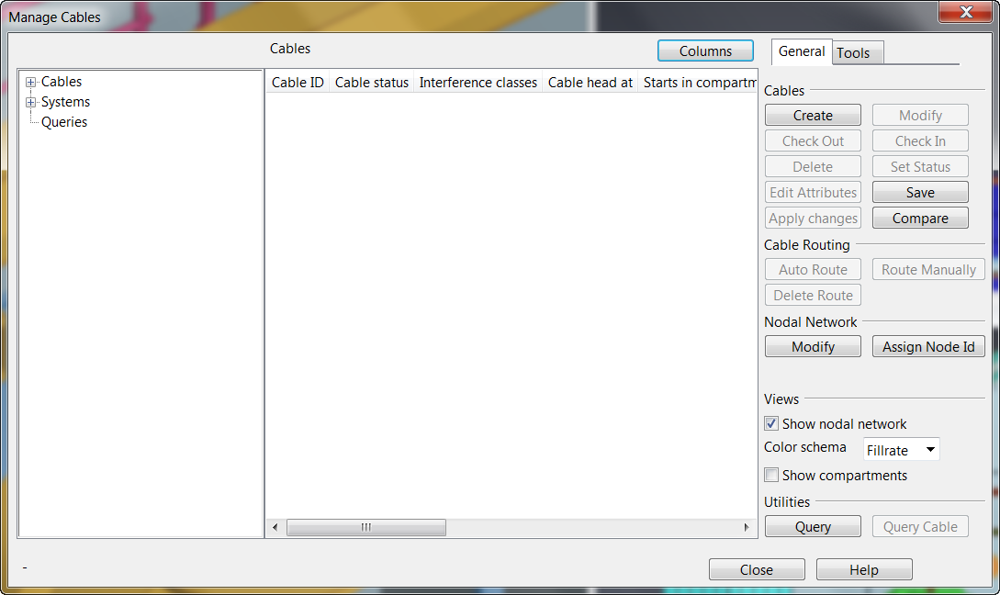 Manage Cables
Cables
Columns
General Tools
Cables
Systems
Queries
Cable ID Cable status Interference classes Cable head at Starts in compartm
Cables
Create Modify
Check Out Check In
Delete Set Status
Edit Attributes Save
Apply changes Compare
Cable Routing
Auto Route Route Manually
Delete Route
Nodal Network
Modify Assign Node Id
Views
Show nodal network
Color schema Fillrate
Show compartments
Utilities
Query Query Cable
-
Close Help